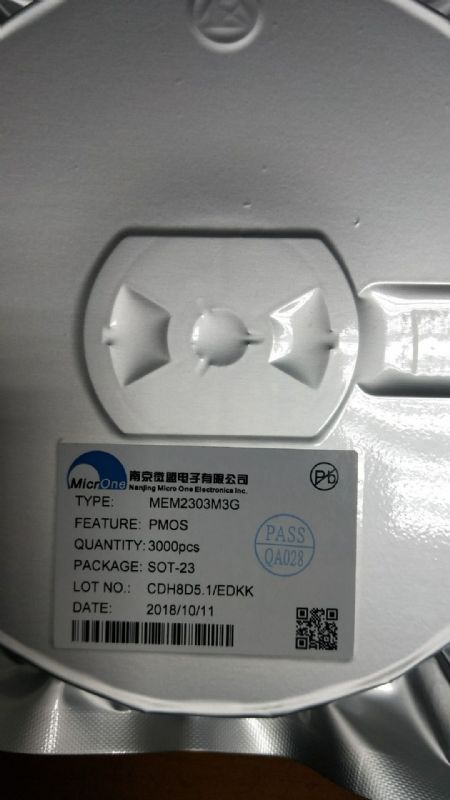 MicrOne
南京微盟电子有限公司
Nanjing Micro One Electronics Inc.
Pb
TYPE: MEM2303M3G
FEATURE: PMOS
QUANTITY: 3000pcs
PACKAGE: SOT-23
LOT NO.: CDH8D5.1/EDKK
DATE: 2018/10/11
PASS
QA028